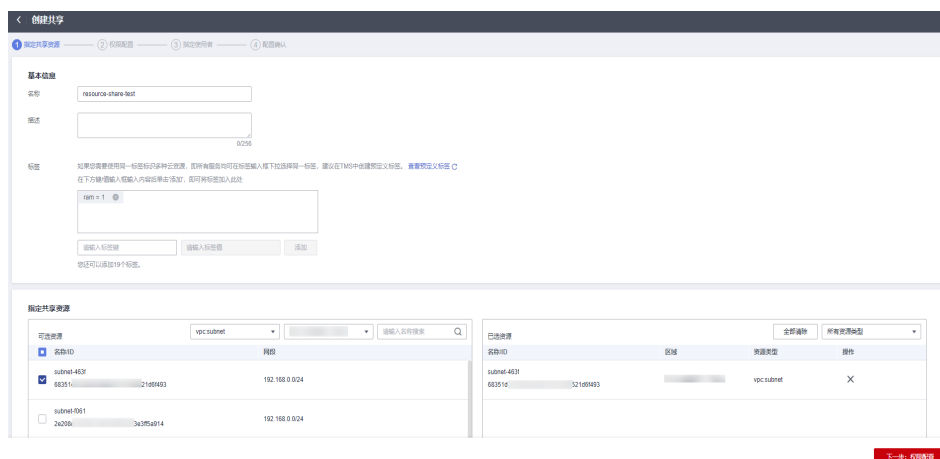 创建共享
1 指定共享资源 2 权限配置 3 指定使用者 4 配置确认
基本信息
名称 resource-share-test
描述
0/256
标签 如果您需要使用同一标签标识多种云资源，即所有服务均可在标签输入框下拉选择同一标签，建议在TMS中创建预定义标签。 查看预定义标签
在下方键/值输入框输入内容后单击'添加'，即可将标签加入此处
ram = 1
请输入标签键 请输入标签值 添加
您还可以添加19个标签。
指定共享资源
可选资源 vpc:subnet 请输入名称搜索
名称/ID 网段
subnet-463f
68351 21d6f493
192.168.0.0/24
subnet-f061
2e208 3e3ff5a914
192.168.0.0/24
已选资源 全部清除 所有资源类型
名称/ID 区域 资源类型 操作
subnet-463f
68351d 521d6f493
vpc:subnet
下一步：权限配置